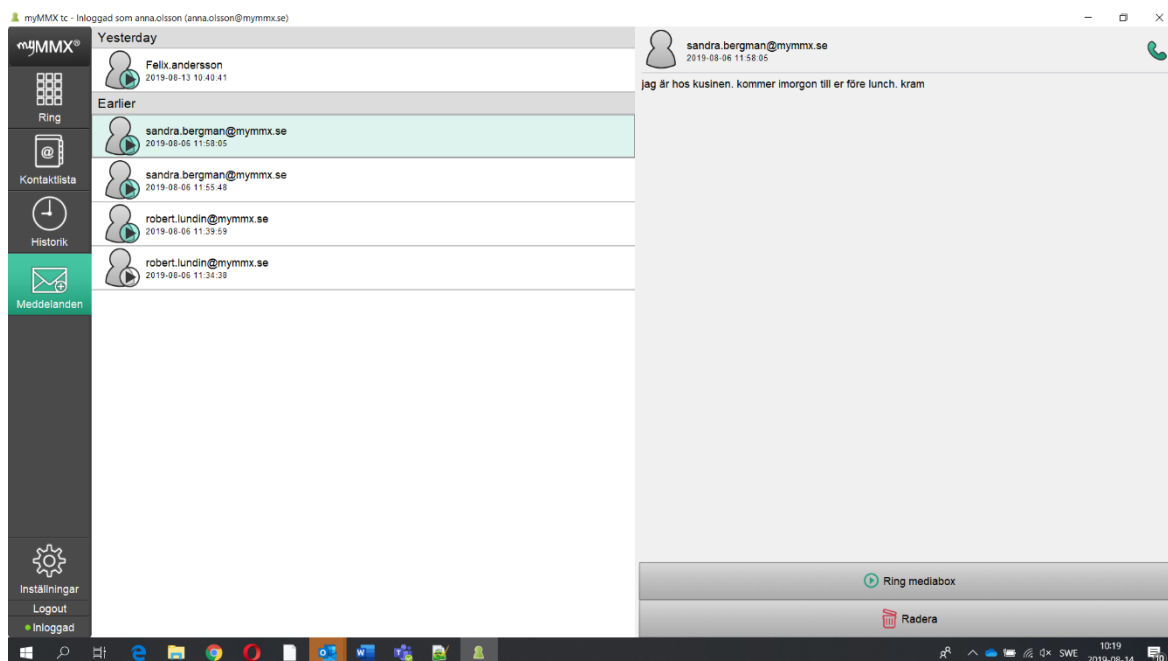 myMMX tc - Inloggad som anna.olsson (anna.olsson@mymmx.se)
myMMX®
Ring
Kontaktlista
Historik
Meddelanden
Inställningar
Logout
Inloggad
Yesterday
Felix.andersson
2019-08-13 10:40:41
Earlier
sandra.bergman@mymmx.se
2019-08-06 11:58:05
sandra.bergman@mymmx.se
2019-08-06 11:55:48
robert.lundin@mymmx.se
2019-08-06 11:39:59
robert.lundin@mymmx.se
2019-08-06 11:34:38
sandra.bergman@mymmx.se
2019-08-06 11:58:05
jag är hos kusinen. kommer imorgon till er före lunch. kram
Ring mediabox
Radera
SWE
10:19
2019-08-14